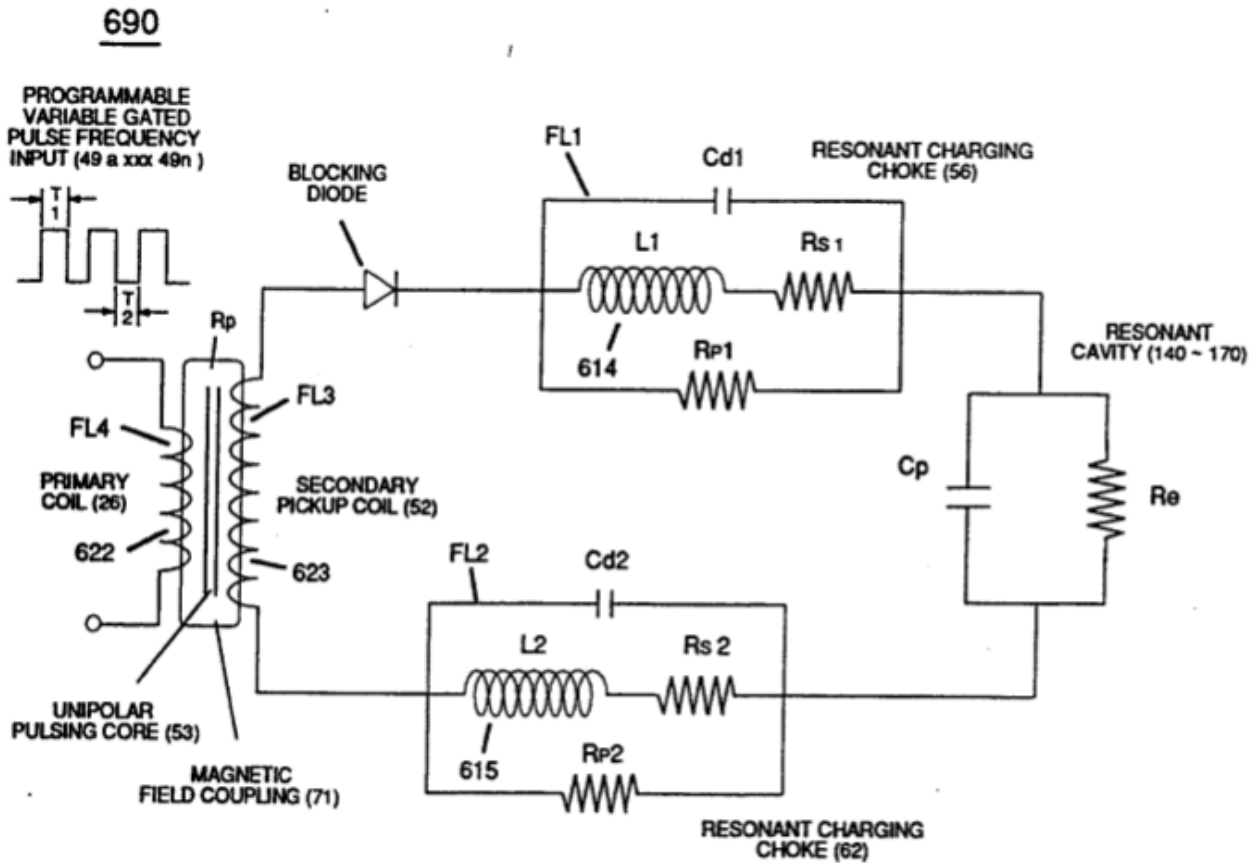 690
PROGRAMMABLE
VARIABLE GATED
PULSE FREQUENCY
INPUT (49 a xxx 49n )
T
1
T
2
BLOCKING
DIODE
FL1
Cd1
RESONANT CHARGING
CHOKE (56)
L1
RS 1
614
RP1
Rp
RESONANT
CAVITY (140 ~ 170)
FL4
FL3
PRIMARY
COIL (26)
SECONDARY
PICKUP COIL (52)
622
623
Cp
Re
FL2
Cd2
L2
RS 2
615
RP2
UNIPOLAR
PULSING CORE (53)
MAGNETIC
FIELD COUPLING (71)
RESONANT CHARGING
CHOKE (62)